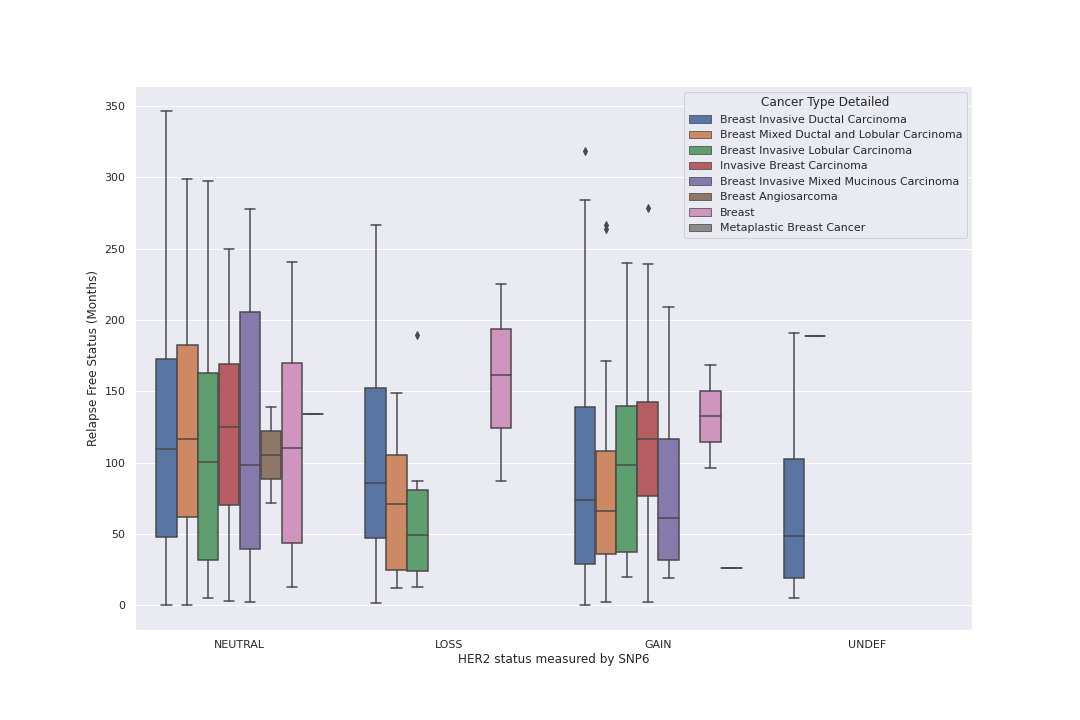 350
300
250
200
150
100
50
0
Relapse Free Status (Months)
Cancer Type Detailed
Breast Invasive Ductal Carcinoma
Breast Mixed Ductal and Lobular Carcinoma
Breast Invasive Lobular Carcinoma
Invasive Breast Carcinoma
Breast Invasive Mixed Mucinous Carcinoma
Breast Angiosarcoma
Breast
Metaplastic Breast Cancer
NEUTRAL LOSS GAIN UNDEF
HER2 status measured by SNP6